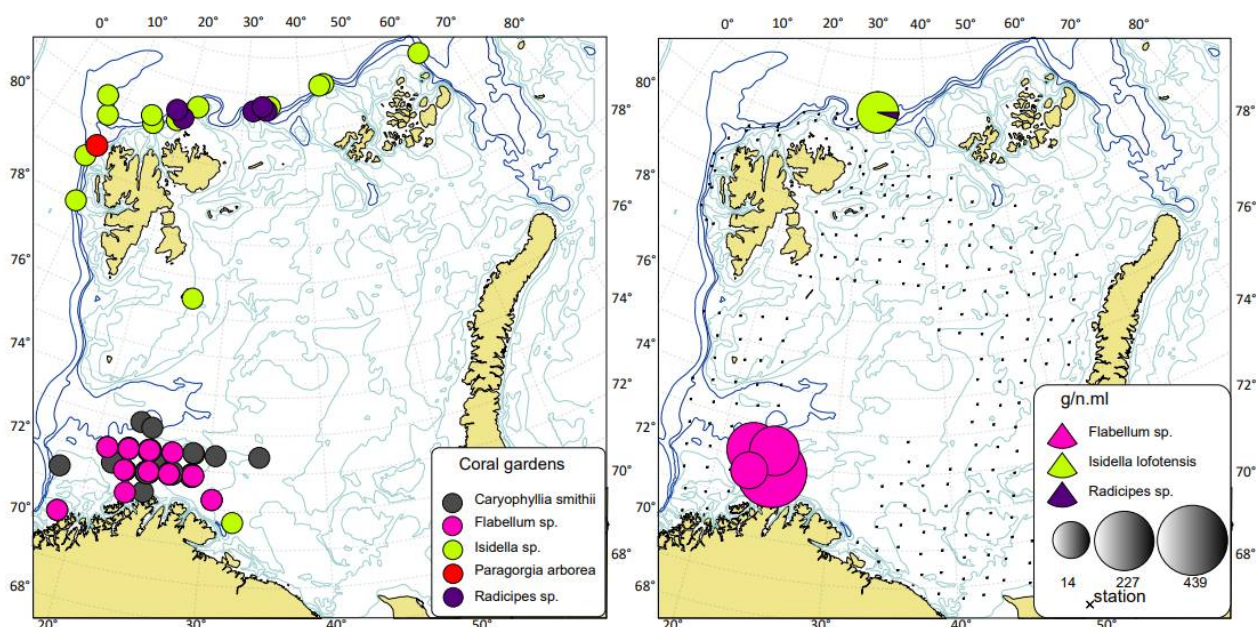 0° 10° 20° 30° 40° 50° 60° 70° 80°
80°
78°
76°
74°
72°
70°
68°
80°
78°
76°
74°
72°
70°
68°
20° 30° 40° 50°
Coral gardens
Caryophyllia smithii
Flabellum sp.
Isidella sp.
Paragorgia arborea
Radicipes sp.
0° 10° 20° 30° 40° 50° 60° 70° 80°
80°
78°
76°
74°
72°
70°
68°
78°
76°
74°
72°
70°
68°
20° 30° 40° 50°
g/n.ml
Flabellum sp.
Isidella lofotensis
Radicipes sp.
14 227 439
×station